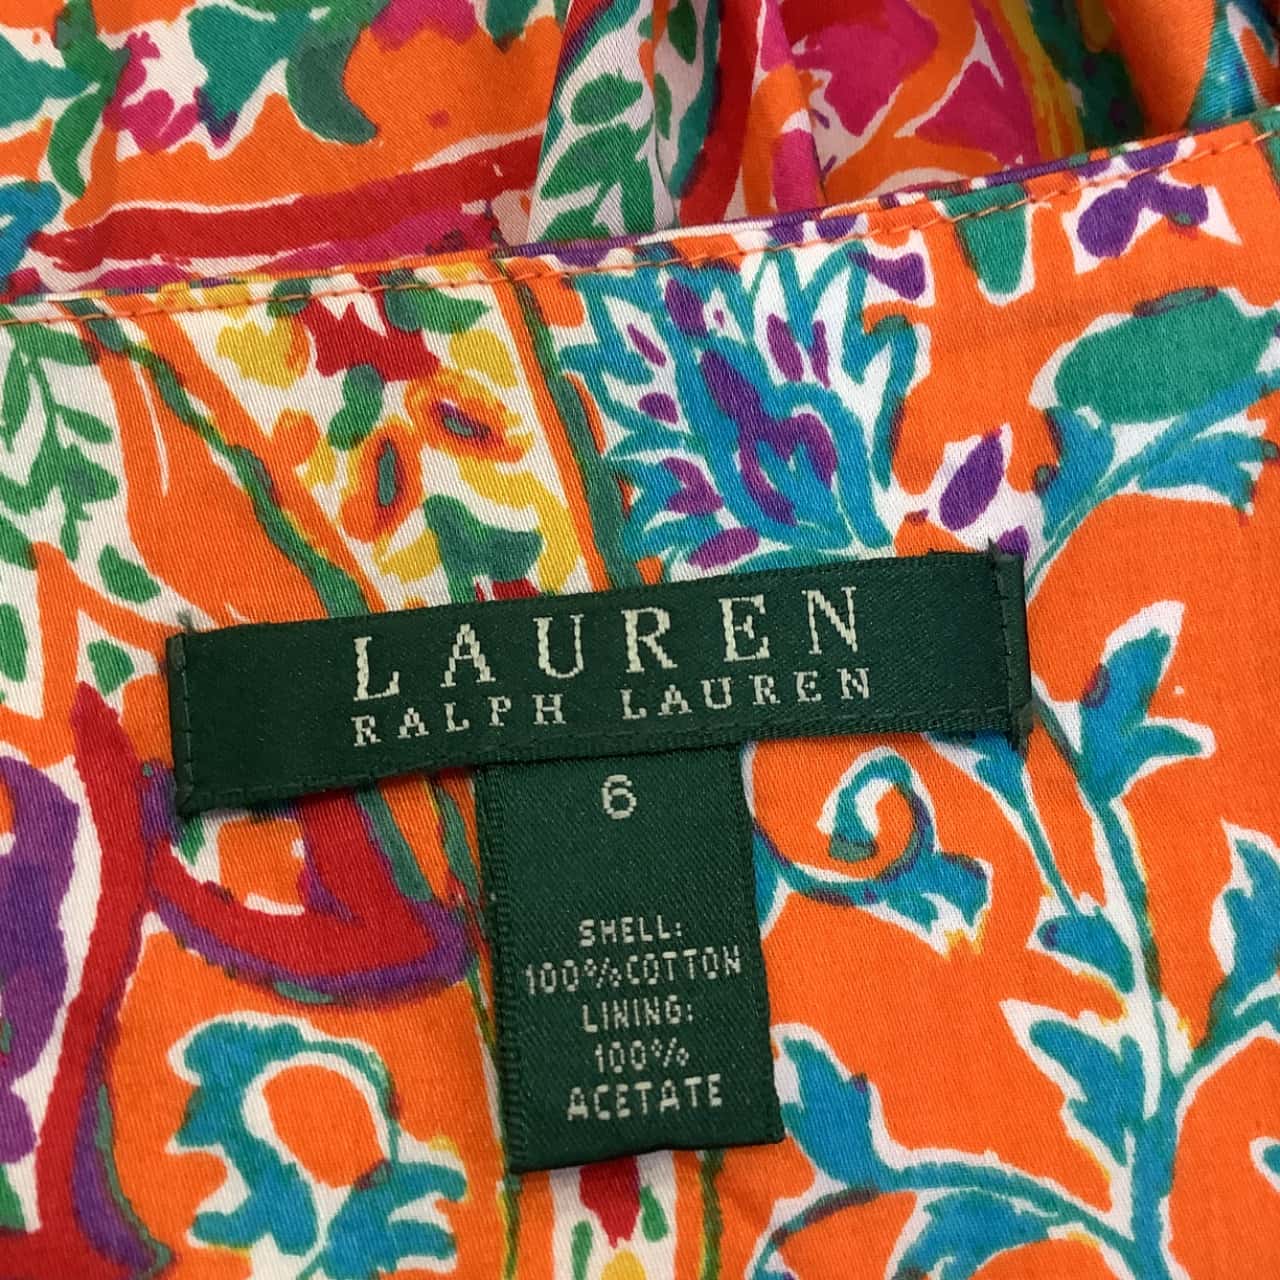 LAUREN
RALPH LAUREN
6
SHELL:
100%COTTON
LINING:
100%
ACETATE